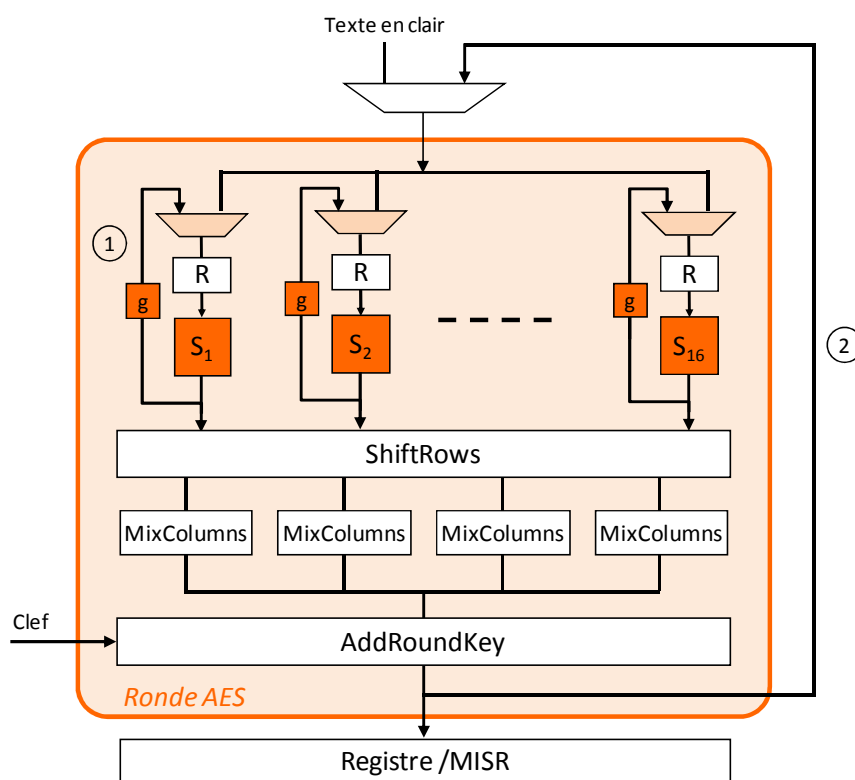 Texte en clair
1
R
R
R
g
g
g
S1
S2
S16
2
ShiftRows
MixColumns
MixColumns
MixColumns
MixColumns
Clef
AddRoundKey
Ronde AES
Registre /MISR